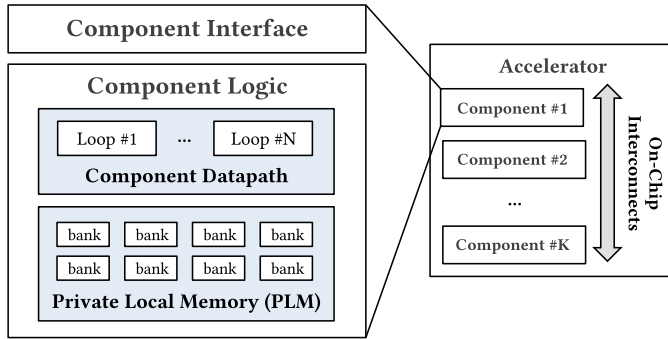 Component Interface
Component Logic
Loop #1 ... Loop #N
Component Datapath
bank bank bank bank
bank bank bank bank
Private Local Memory (PLM)
Accelerator
Component #1
Component #2
...
Component #K
On-Chip
Interconnects